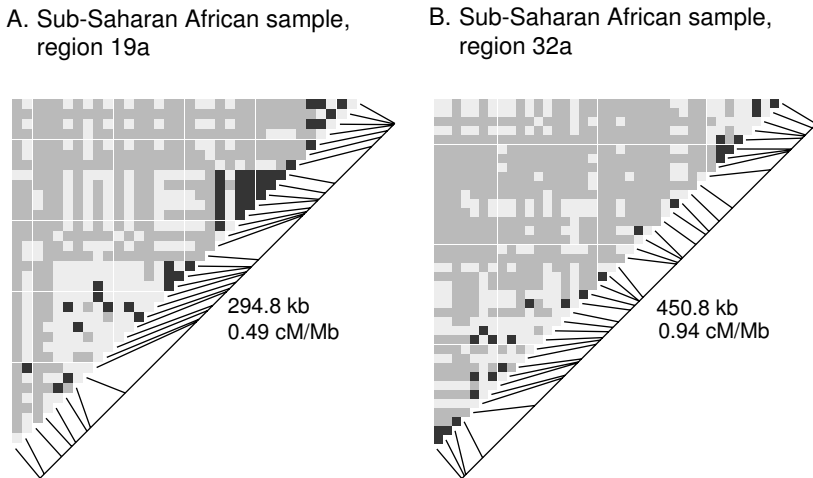 A. Sub-Saharan African sample,
region 19a
294.8 kb
0.49 cM/Mb
B. Sub-Saharan African sample,
region 32a
450.8 kb
0.94 cM/Mb